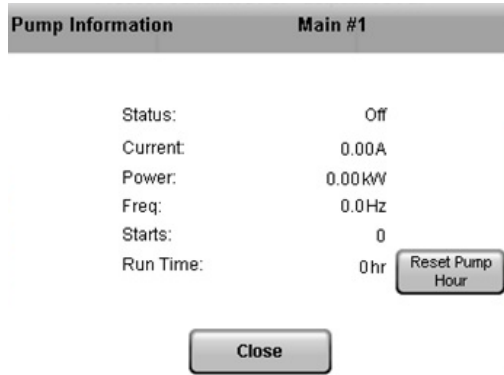 Pump Information Main #1
Status: Off
Current: 0.00A
Power: 0.00kW
Freq: 0.0Hz
Starts: 0
Run Time: 0hr Reset Pump
Hour
Close